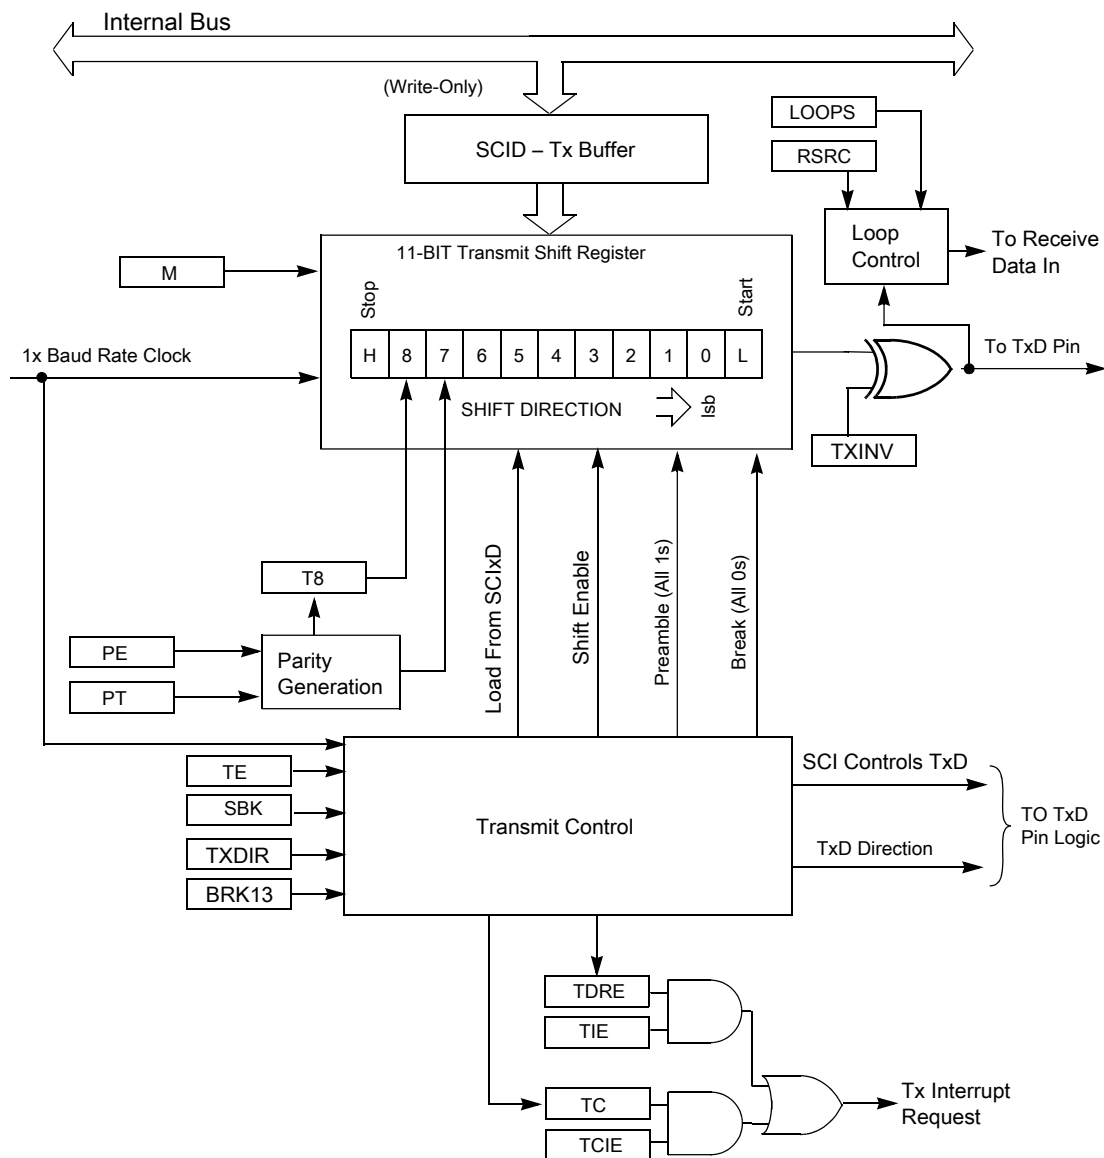 Internal Bus
(Write-Only)
SCID – Tx Buffer
LOOPS
RSRC
Loop
Control
To Receive
Data In
11-BIT Transmit Shift Register
M
Stop
Start
H 8 7 6 5 4 3 2 1 0 L
1x Baud Rate Clock
SHIFT DIRECTION
lsb
To TxD Pin
TXINV
T8
PE
PT
Parity
Generation
Load From SCIxD
Shift Enable
Preamble (All 1s)
Break (All 0s)
TE
SBK
TXDIR
BRK13
Transmit Control
SCI Controls TxD
TxD Direction
TO TxD
Pin Logic
TDRE
TIE
TC
TCIE
Tx Interrupt
Request